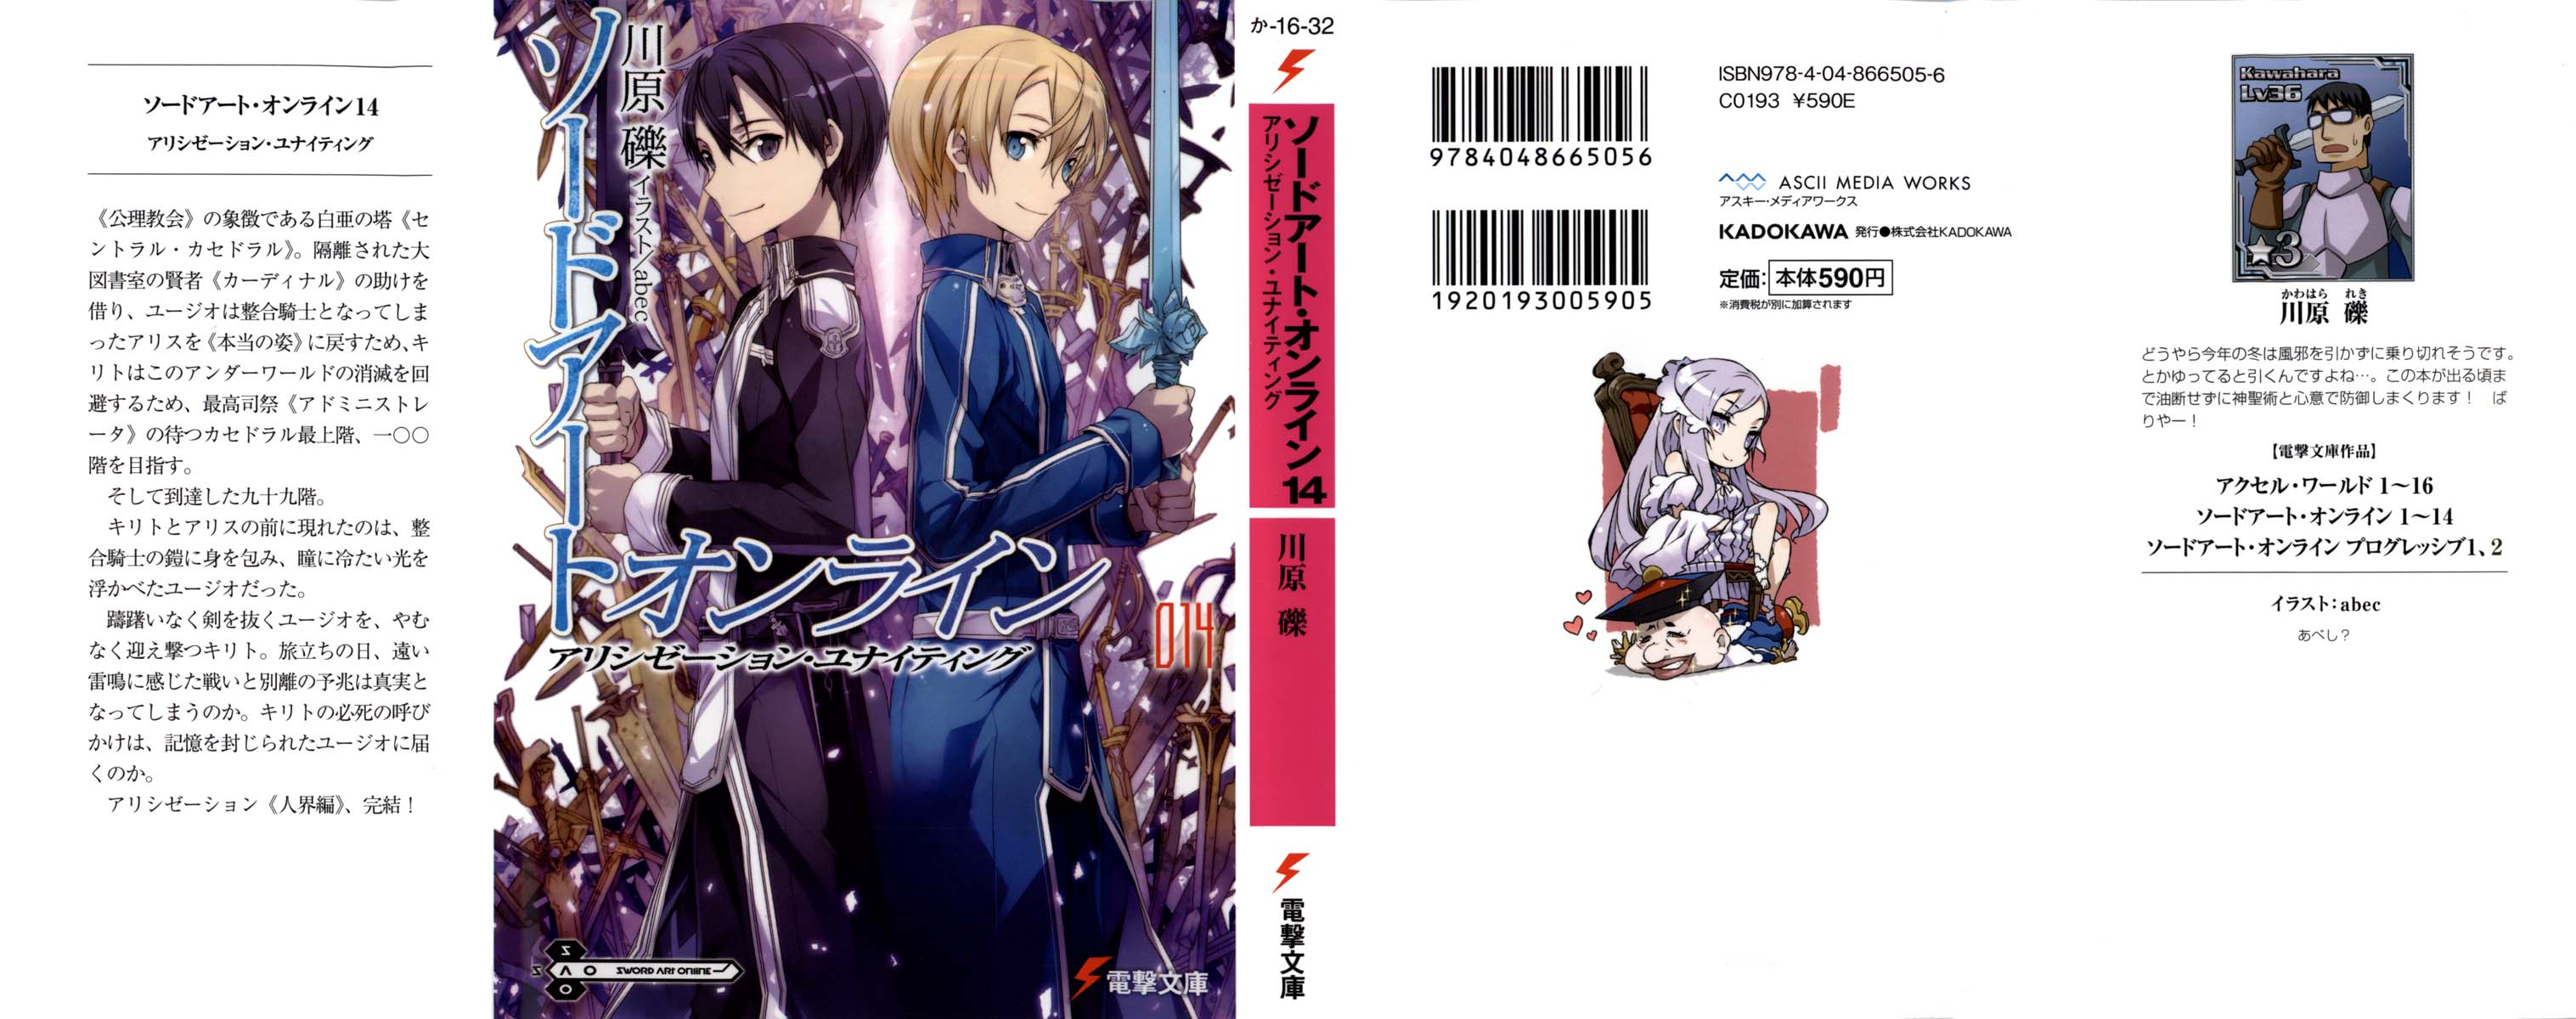 ソードアート・オンライン14
アリシゼーション・ユナイティング
《公理教会》の象徴である白亜の塔《セ
ントラル・カセドラル》。隔離された大
図書室の賢者《カーディナル》の助けを
借り、ユージオは整合騎士となってしま
ったアリスを《本当の姿》に戻すため、キ
リトはこのアンダーワールドの消滅を回
避するため、最高司祭《アドミニストレ
ータ》の待つカセドラル最上階、一〇〇
階を目指す。
そして到達した九十九階。
キリトとアリスの前に現れたのは、整
合騎士の鎧に身を包み、瞳に冷たい光を
浮かべたユージオだった。
躊躇いなく剣を抜くユージオを、やむ
なく迎え撃つキリト。旅立ちの日、遠い
雷鳴に感じた戦いと別離の予兆は真実と
なってしまうのか。キリトの必死の呼び
かけは、記憶を封じられたユージオに届
くのか。
アリシゼーション《人界編》、完結！
ソードアート
オンライン
川原 礫
イラスト/abec
アリシゼーション・ユナイティング
014
S
SAO
O
SWORD ART ONLINE
電撃文庫
か-16-32
ソードアート・オンライン14
アリシゼーション・ユナイティング
川原 礫
電撃文庫
9784048665056
1920193005905
ISBN978-4-04-866505-6
C0193 ¥590E
ASCII MEDIA WORKS
アスキー・メディアワークス
KADOKAWA 発行●株式会社KADOKAWA
定価:本体590円
※消費税が別に加算されます
Kawahara
Lv36
★3
かわはら れき
川原 礫
どうやら今年の冬は風邪を引かずに乗り切れそうです。
とかゆってると引くんですよね…。この本が出る頃ま
で油断せずに神聖術と心意で防御しまくります！ ば
りやー！
【電撃文庫作品】
アクセル・ワールド 1〜16
ソードアート・オンライン 1〜14
ソードアート・オンライン プログレッシブ1、2
イラスト：abec
あべし？